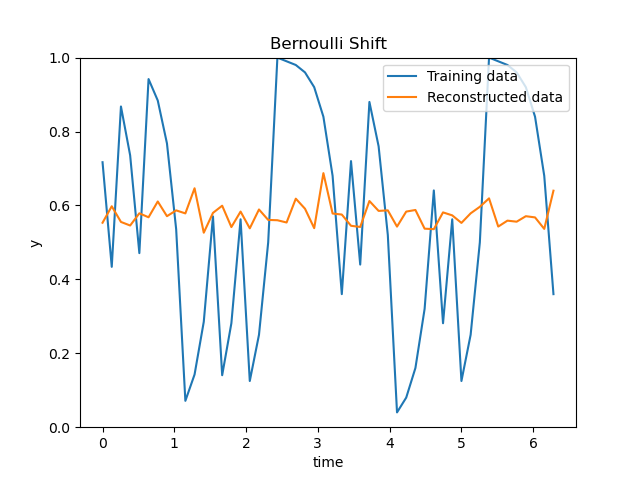 Bernoulli Shift
Training data
Reconstructed data
1.0
0.8
0.6
0.4
0.2
0.0
y
0 1 2 3 4 5 6
time